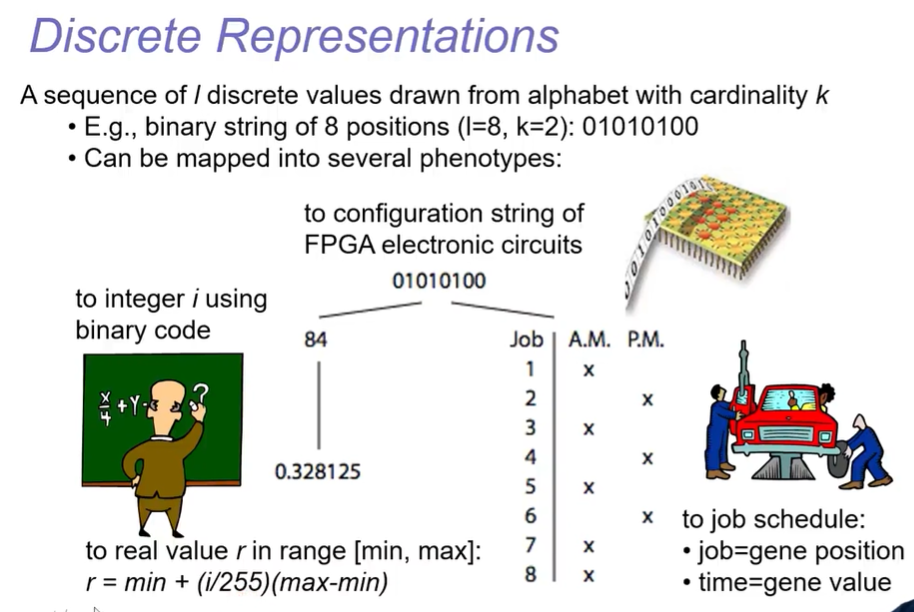 Discrete Representations
A sequence of l discrete values drawn from alphabet with cardinality k
• E.g., binary string of 8 positions (l=8, k=2): 01010100
• Can be mapped into several phenotypes:
to configuration string of
FPGA electronic circuits
01010100
to integer i using
binary code
84
0.328125
to real value r in range [min, max]:
r = min + (i/255)(max-min)
Job A.M. P.M.
1 x
2 x
3 x
4 x
5 x
6 x
7 x
8 x
to job schedule:
• job=gene position
• time=gene value
x/4 + Y - ?